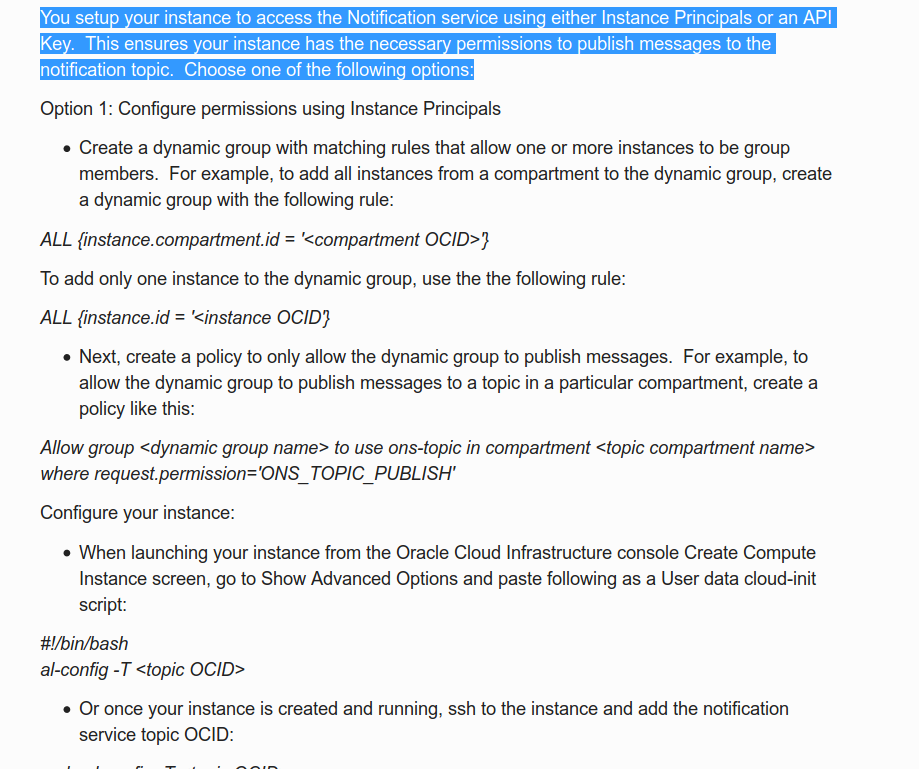 You setup your instance to access the Notification service using either Instance Principals or an API
Key.  This ensures your instance has the necessary permissions to publish messages to the
notification topic.  Choose one of the following options:
Option 1: Configure permissions using Instance Principals
• Create a dynamic group with matching rules that allow one or more instances to be group
members.  For example, to add all instances from a compartment to the dynamic group, create
a dynamic group with the following rule:
ALL {instance.compartment.id = '<compartment OCID>'}
To add only one instance to the dynamic group, use the the following rule:
ALL {instance.id = '<instance OCID'}
• Next, create a policy to only allow the dynamic group to publish messages.  For example, to
allow the dynamic group to publish messages to a topic in a particular compartment, create a
policy like this:
Allow group <dynamic group name> to use ons-topic in compartment <topic compartment name>
where request.permission='ONS_TOPIC_PUBLISH'
Configure your instance:
• When launching your instance from the Oracle Cloud Infrastructure console Create Compute
Instance screen, go to Show Advanced Options and paste following as a User data cloud-init
script:
#!/bin/bash
al-config -T <topic OCID>
• Or once your instance is created and running, ssh to the instance and add the notification
service topic OCID: